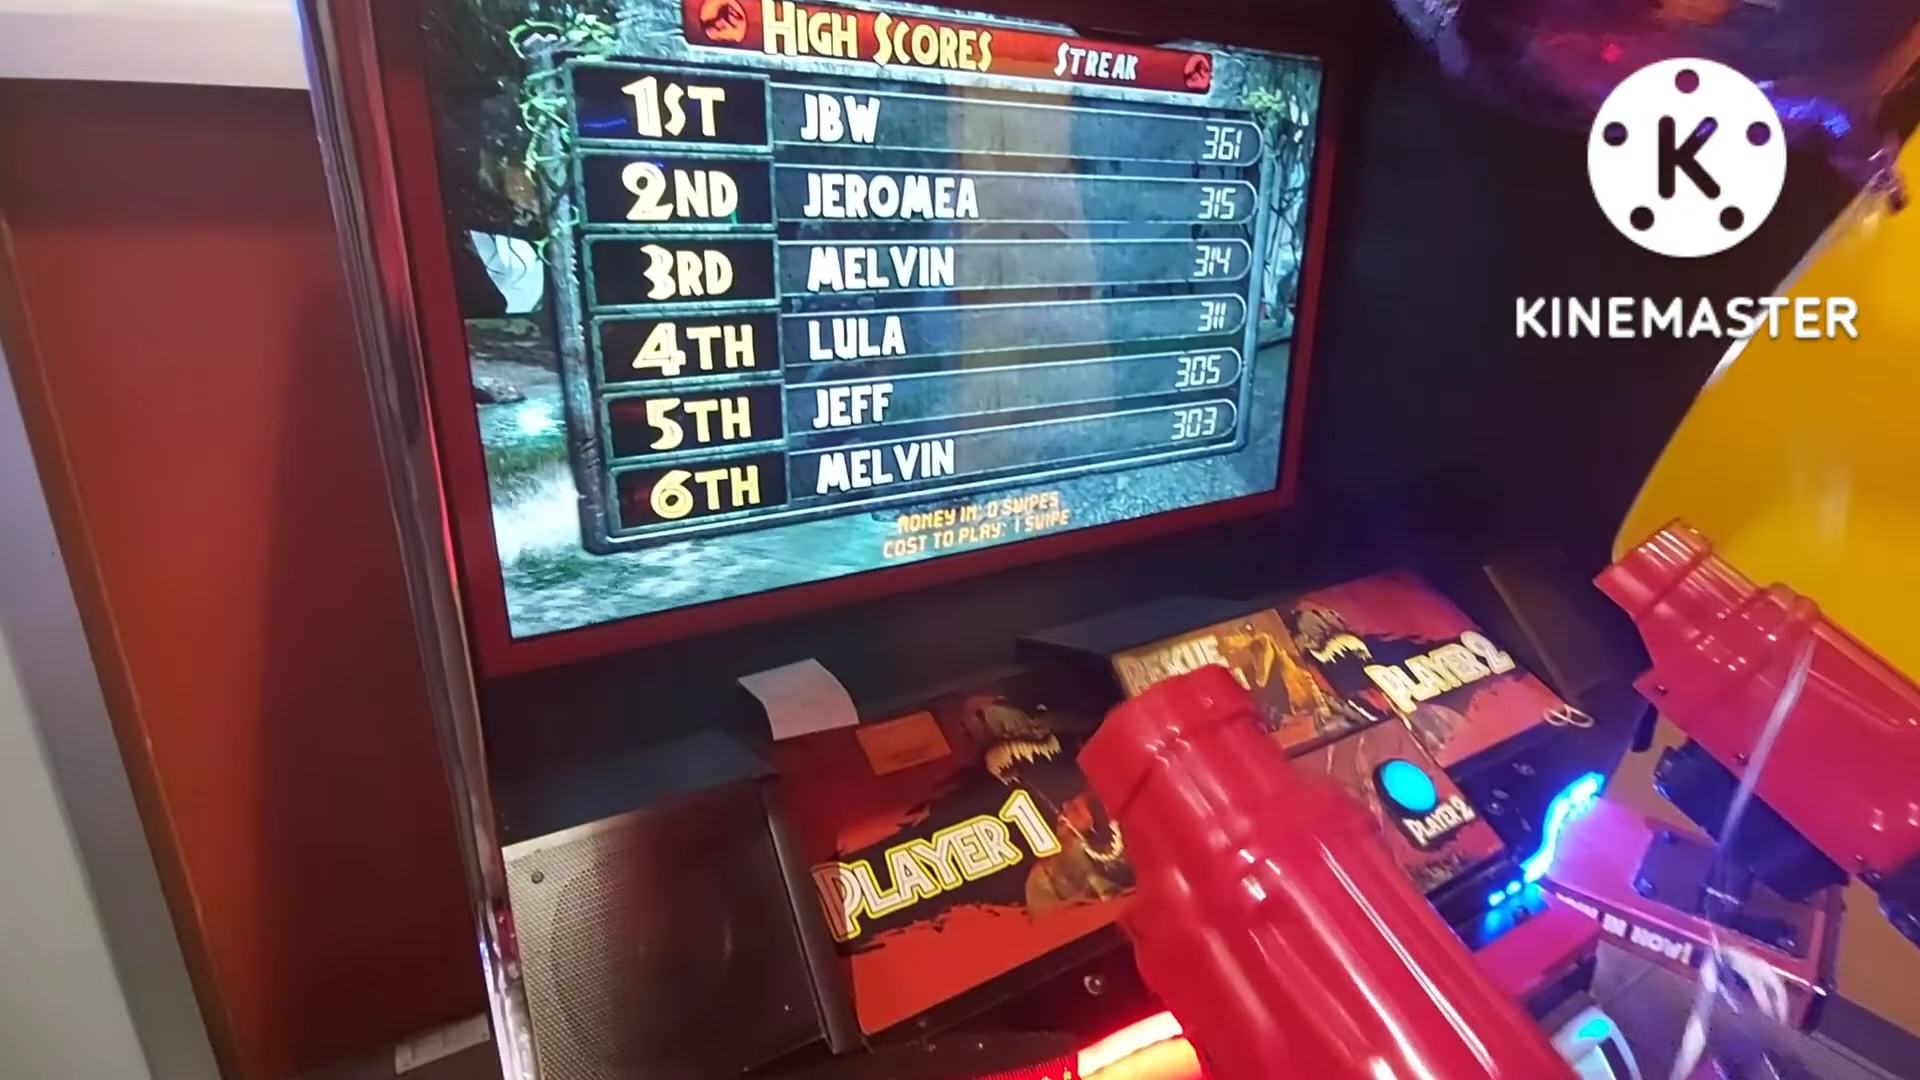 HIGH SCORES STREAK
1ST JBW 361
2ND JEROMEA 315
3RD MELVIN 314
4TH LULA 311
5TH JEFF 305
6TH MELVIN 303
MONEY IN: 0 SWIPES
COST TO PLAY: 1 SWIPE
K
KINEMASTER
RESCUE
PLAYER 2
PLAYER 1
PLAYER 2